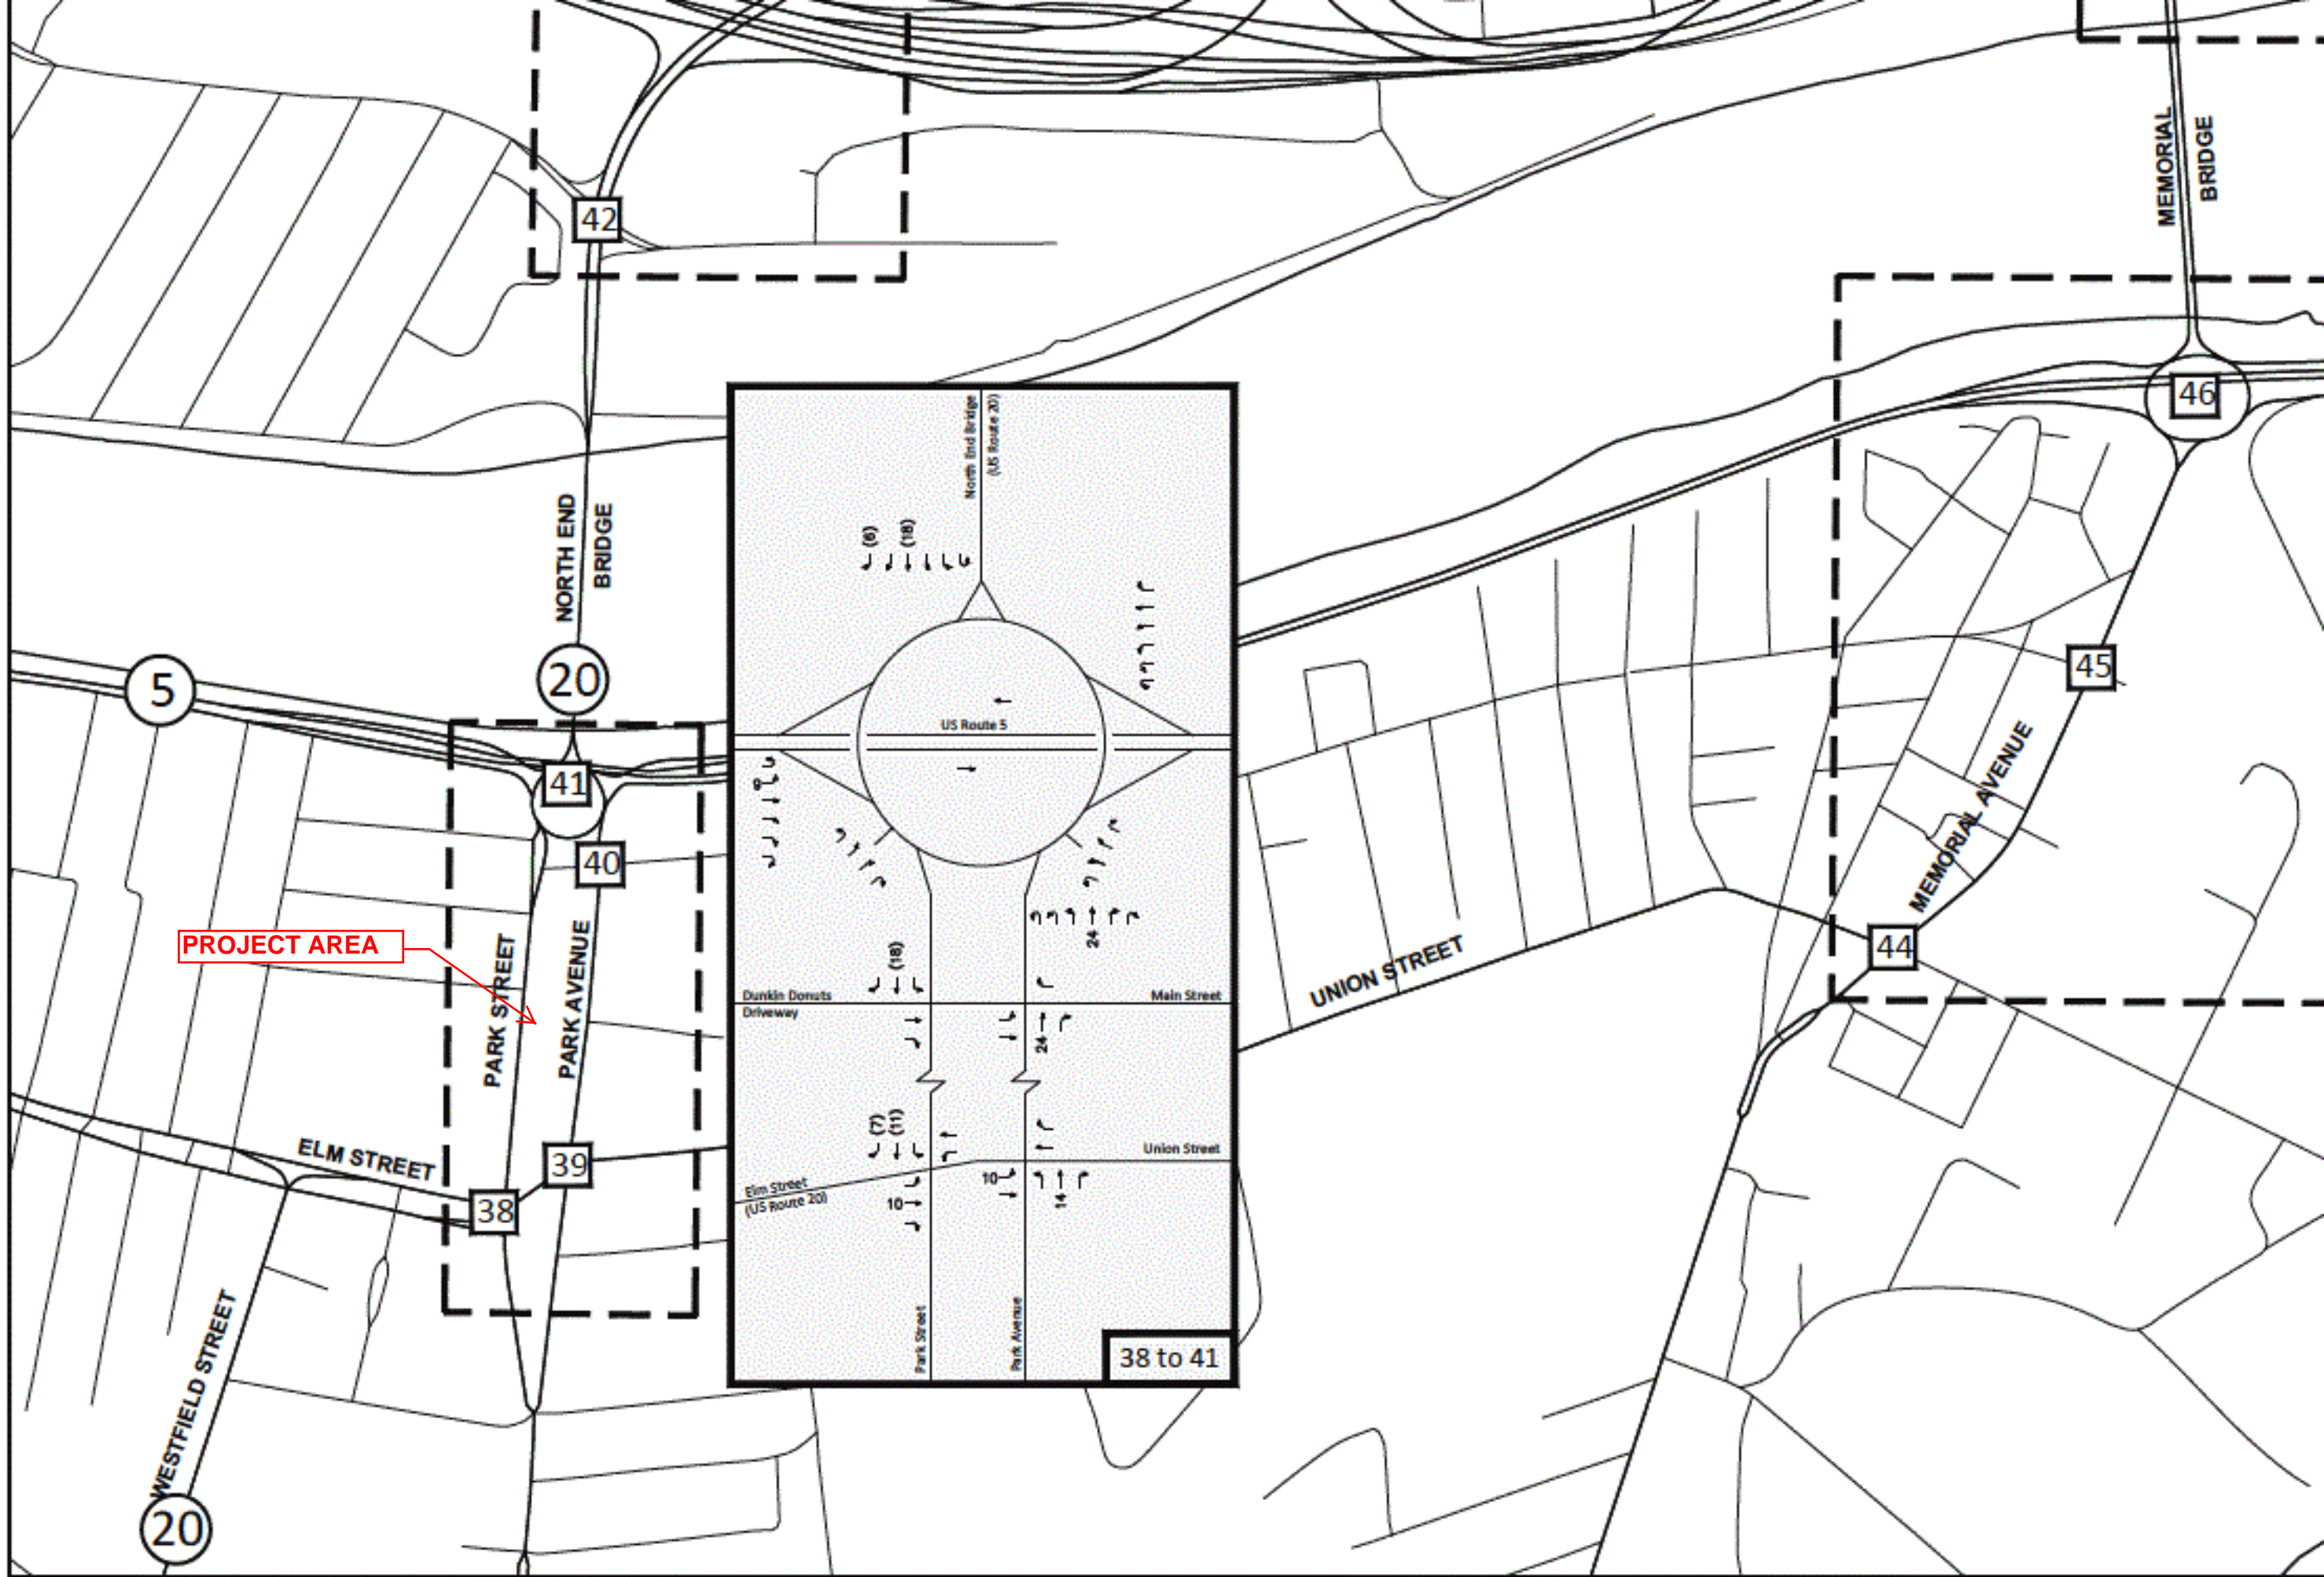 MEMORIAL
BRIDGE
42
46
NORTH END
BRIDGE
20
5
41
40
45
MEMORIAL AVENUE
44
PROJECT AREA
PARK STREET
PARK AVENUE
UNION STREET
ELM STREET
39
38
WESTFIELD STREET
20
North End Bridge
(US Route 20)
(6)
(18)
US Route 5
24
(18)
Dunkin Donuts
Driveway
Main Street
24
(7)
(11)
Union Street
Elm Street
(US Route 20)
10
10
14
Park Street
Park Avenue
38 to 41